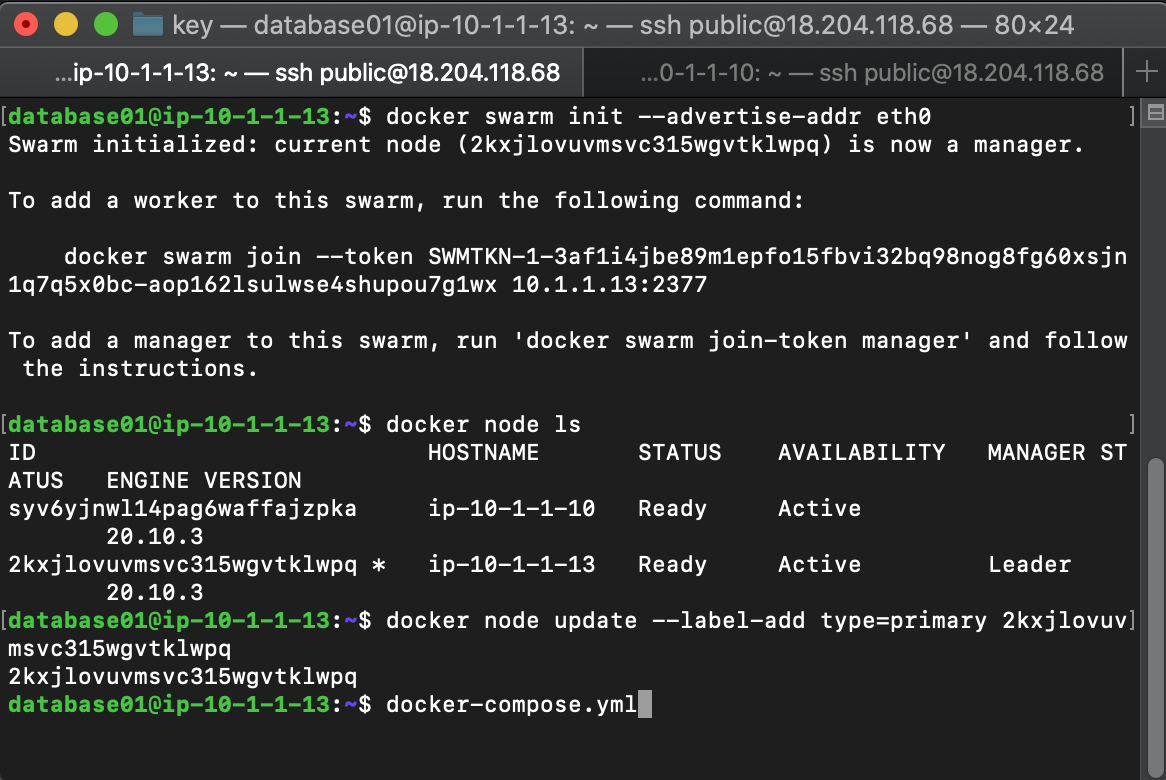 key — database01@ip-10-1-1-13: ~ — ssh public@18.204.118.68 — 80×24
...ip-10-1-1-13: ~ — ssh public@18.204.118.68
...0-1-1-10: ~ — ssh public@18.204.118.68
[database01@ip-10-1-1-13:~$ docker swarm init --advertise-addr eth0 ]
Swarm initialized: current node (2kxjlovuvmsvc315wgvtklwpq) is now a manager.
To add a worker to this swarm, run the following command:
docker swarm join --token SWMTKN-1-3af1i4jbe89m1epfo15fbvi32bq98nog8fg60xsjn
1q7q5x0bc-aop162lsulwse4shupou7g1wx 10.1.1.13:2377
To add a manager to this swarm, run 'docker swarm join-token manager' and follow
the instructions.
[database01@ip-10-1-1-13:~$ docker node ls ]
ID HOSTNAME STATUS AVAILABILITY MANAGER ST
ATUS ENGINE VERSION
syv6yjnwl14pag6waffajzpka ip-10-1-1-10 Ready Active
20.10.3
2kxjlovuvmsvc315wgvtklwpq * ip-10-1-1-13 Ready Active Leader
20.10.3
[database01@ip-10-1-1-13:~$ docker node update --label-add type=primary 2kxjlovuv]
msvc315wgvtklwpq
2kxjlovuvmsvc315wgvtklwpq
database01@ip-10-1-1-13:~$ docker-compose.yml